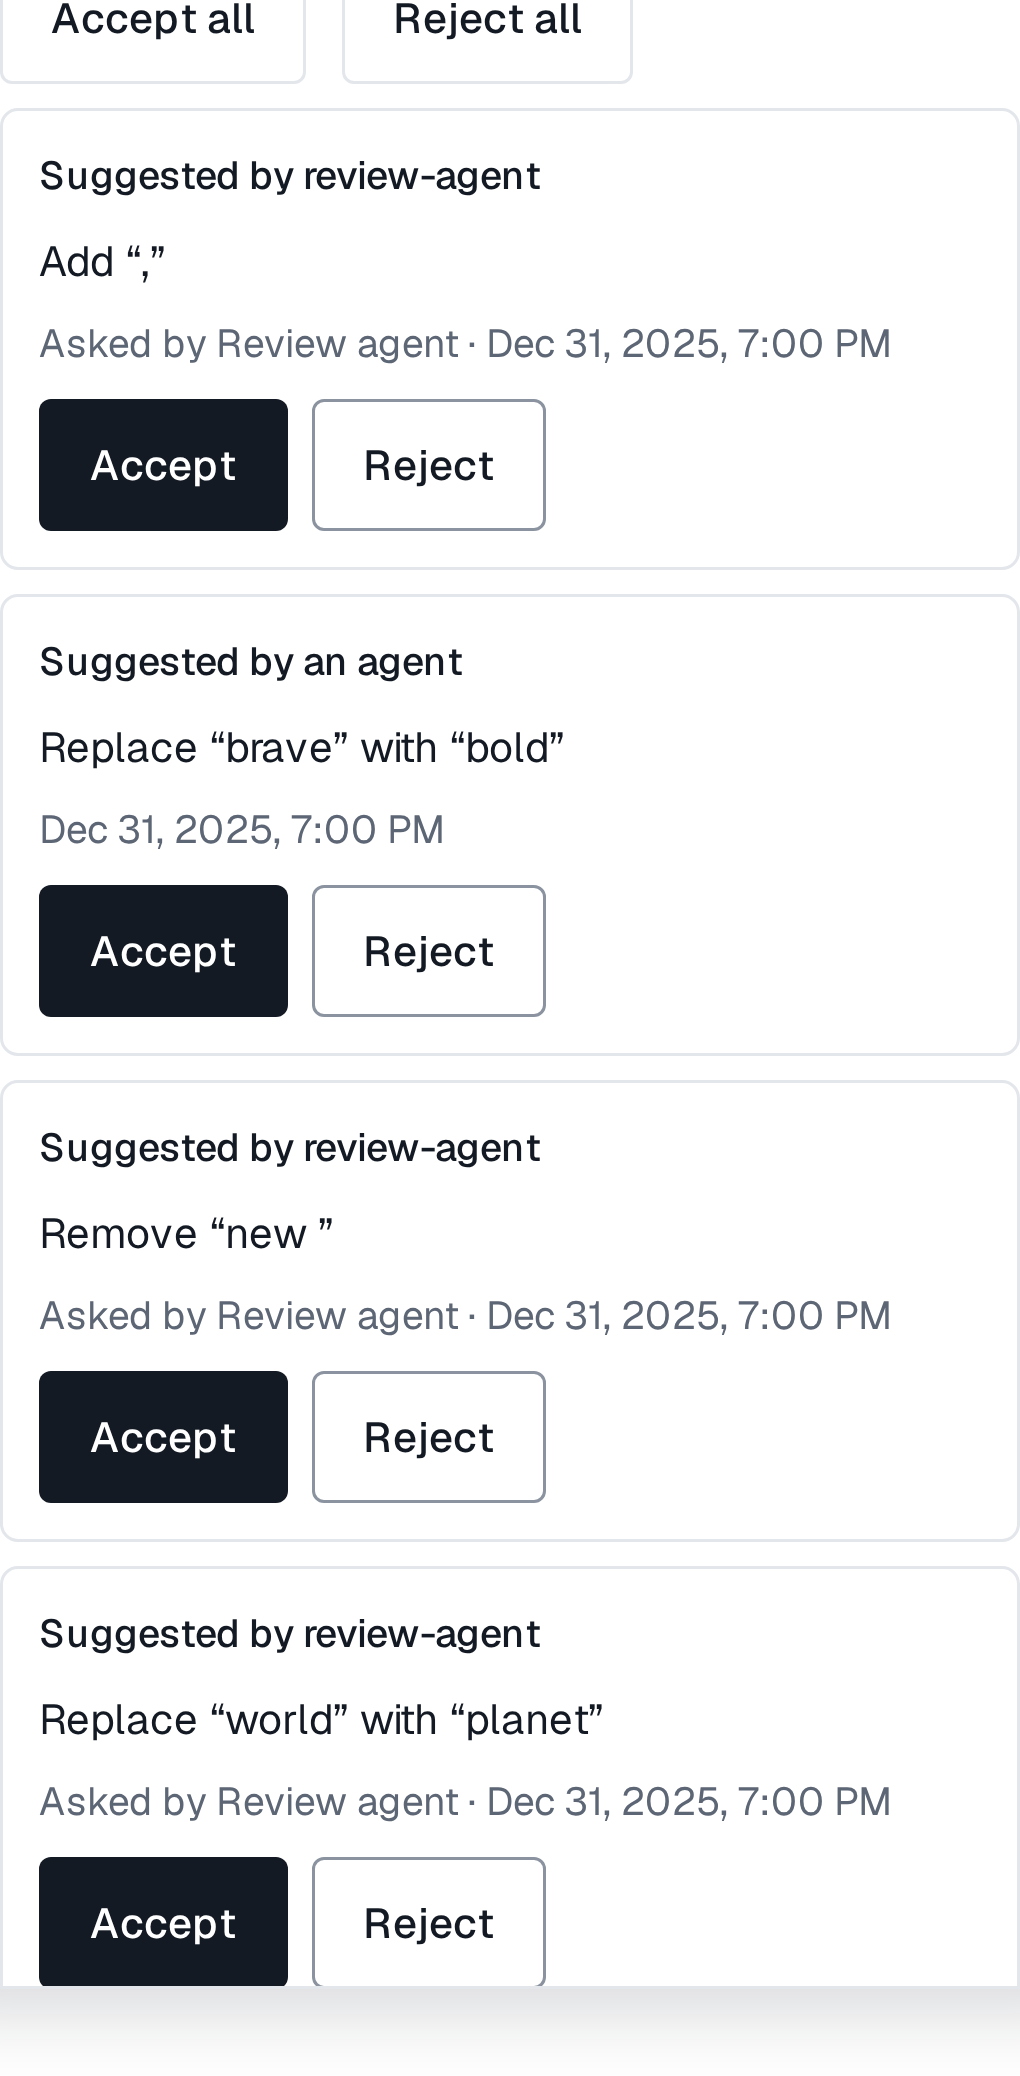 Accept all Reject all
Suggested by review-agent
Add “,”
Asked by Review agent · Dec 31, 2025, 7:00 PM
Accept Reject
Suggested by an agent
Replace “brave” with “bold”
Dec 31, 2025, 7:00 PM
Accept Reject
Suggested by review-agent
Remove “new ”
Asked by Review agent · Dec 31, 2025, 7:00 PM
Accept Reject
Suggested by review-agent
Replace “world” with “planet”
Asked by Review agent · Dec 31, 2025, 7:00 PM
Accept Reject